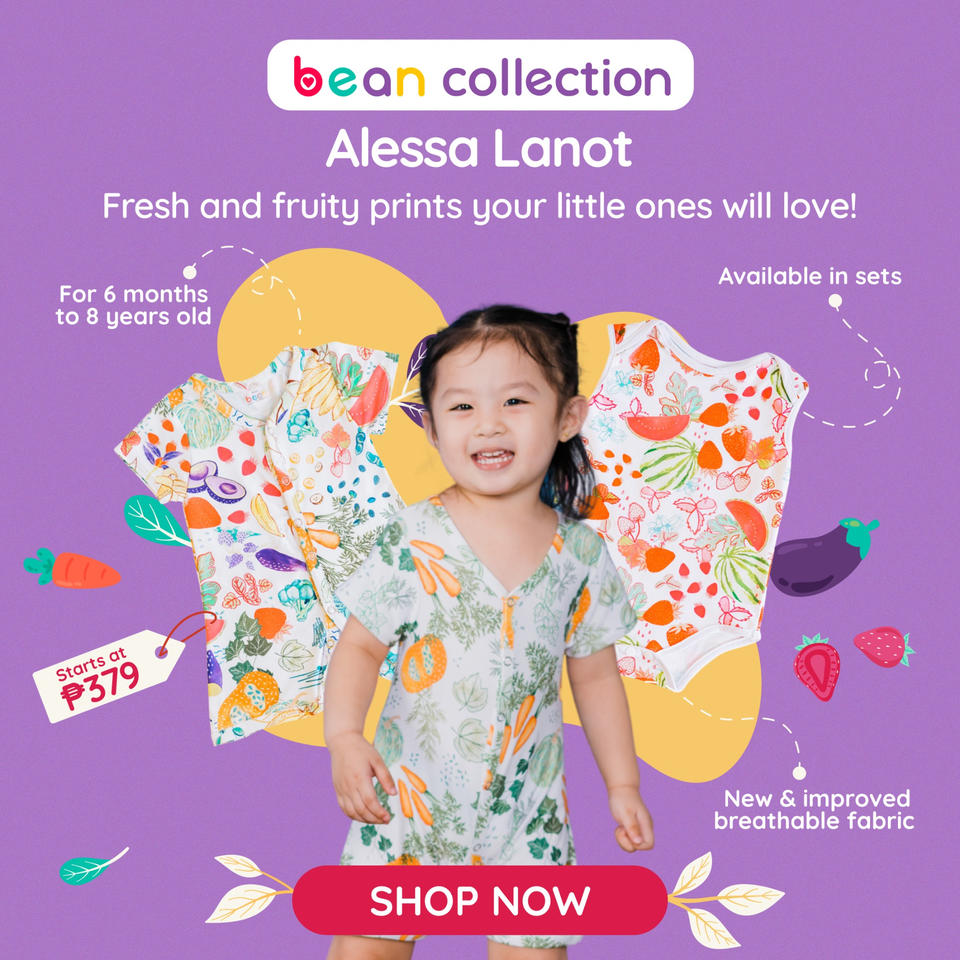 bean collection
Alessa Lanot
Fresh and fruity prints your little ones will love!
For 6 months
to 8 years old
Available in sets
Starts at
₱379
New & improved
breathable fabric
SHOP NOW